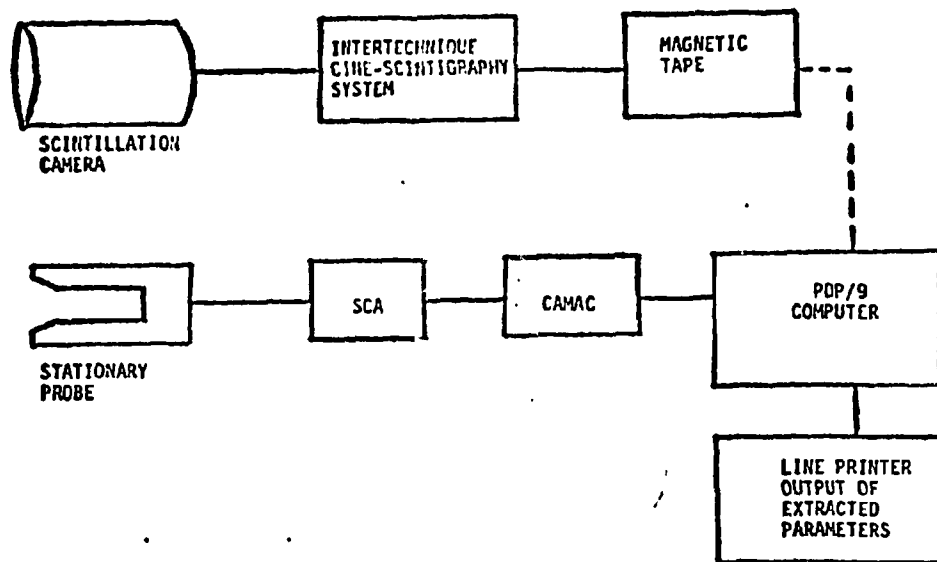 INTERTECHNIQUE
CINE-SCINTIGRAPHY
SYSTEM
MAGNETIC
TAPE
SCINTILLATION
CAMERA
SCA
CAMAC
PDP/9
COMPUTER
STATIONARY
PROBE
LINE PRINTER
OUTPUT OF
EXTRACTED
PARAMETERS